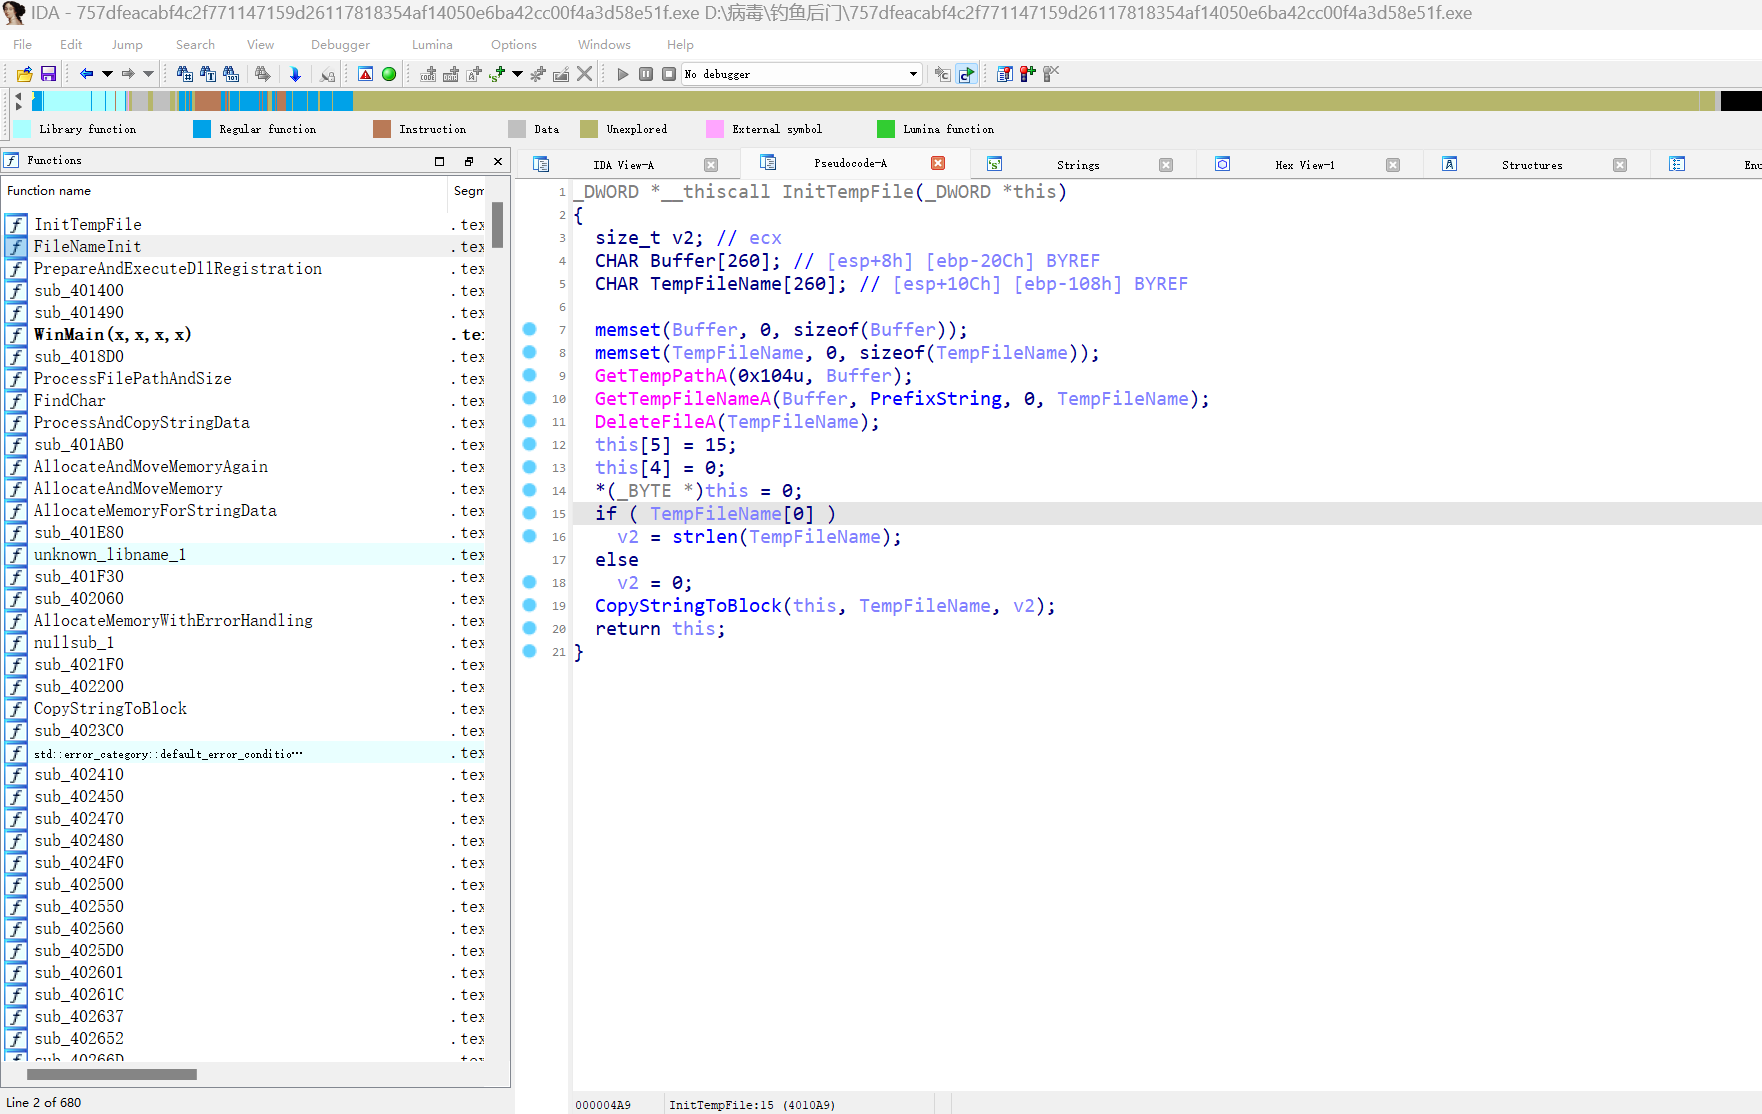 IDA - 757dfeacabf4c2f771147159d26117818354af14050e6ba42cc00f4a3d58e51f.exe D:\病毒\钓鱼后门\757dfeacabf4c2f771147159d26117818354af14050e6ba42cc00f4a3d58e51f.exe
File Edit Jump Search View Debugger Lumina Options Windows Help
No debugger
Library function Regular function Instruction Data Unexplored External symbol Lumina function
Functions
Function name Segm
InitTempFile .tex
FileNameInit .tex
PrepareAndExecuteDllRegistration .tex
sub_401400 .tex
sub_401490 .tex
WinMain(x,x,x,x) .tex
sub_4018D0 .tex
ProcessFilePathAndSize .tex
FindChar .tex
ProcessAndCopyStringData .tex
sub_401AB0 .tex
AllocateAndMoveMemoryAgain .tex
AllocateAndMoveMemory .tex
AllocateMemoryForStringData .tex
sub_401E80 .tex
unknown_libname_1 .tex
sub_401F30 .tex
sub_402060 .tex
AllocateMemoryWithErrorHandling .tex
nullsub_1 .tex
sub_4021F0 .tex
sub_402200 .tex
CopyStringToBlock .tex
sub_4023C0 .tex
std::error_category::default_error_conditio… .tex
sub_402410 .tex
sub_402450 .tex
sub_402470 .tex
sub_402480 .tex
sub_4024F0 .tex
sub_402500 .tex
sub_402550 .tex
sub_402560 .tex
sub_4025D0 .tex
sub_402601 .tex
sub_40261C .tex
sub_402637 .tex
sub_402652 .tex
sub_40266D .tex
Line 2 of 680
IDA View-A Pseudocode-A Strings Hex View-1 Structures Enu
1 _DWORD *__thiscall InitTempFile(_DWORD *this)
2 {
3 size_t v2; // ecx
4 CHAR Buffer[260]; // [esp+8h] [ebp-20Ch] BYREF
5 CHAR TempFileName[260]; // [esp+10Ch] [ebp-108h] BYREF
6
7 memset(Buffer, 0, sizeof(Buffer));
8 memset(TempFileName, 0, sizeof(TempFileName));
9 GetTempPathA(0x104u, Buffer);
10 GetTempFileNameA(Buffer, PrefixString, 0, TempFileName);
11 DeleteFileA(TempFileName);
12 this[5] = 15;
13 this[4] = 0;
14 *(_BYTE *)this = 0;
15 if ( TempFileName[0] )
16 v2 = strlen(TempFileName);
17 else
18 v2 = 0;
19 CopyStringToBlock(this, TempFileName, v2);
20 return this;
21 }
000004A9 InitTempFile:15 (4010A9)